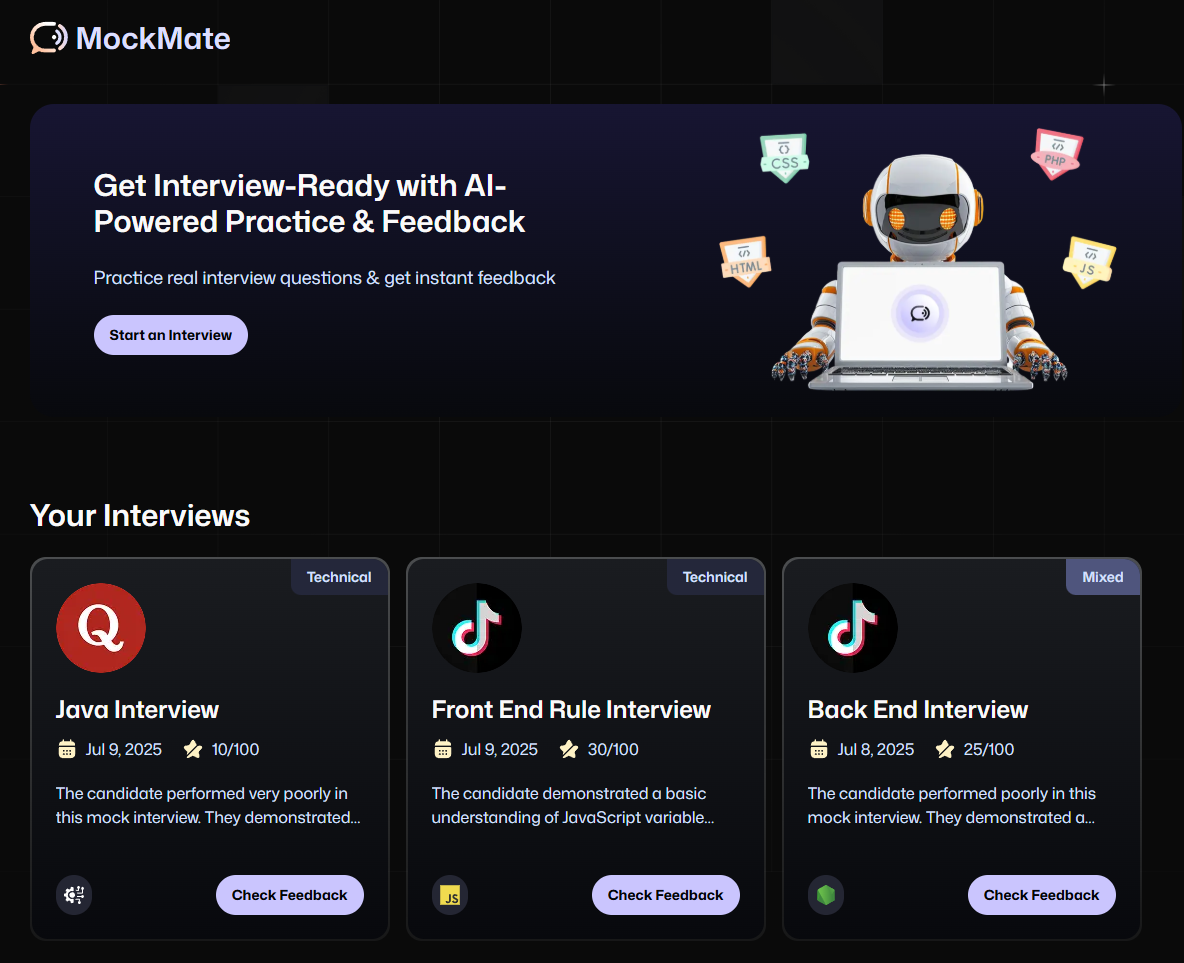 MockMate
Get Interview-Ready with AI-
Powered Practice & Feedback
Practice real interview questions & get instant feedback
Start an Interview
CSS
PHP
HTML
JS
Your Interviews
Technical
Java Interview
Jul 9, 2025 10/100
The candidate performed very poorly in
this mock interview. They demonstrated...
Check Feedback
Technical
Front End Rule Interview
Jul 9, 2025 30/100
The candidate demonstrated a basic
understanding of JavaScript variable...
JS
Check Feedback
Mixed
Back End Interview
Jul 8, 2025 25/100
The candidate performed poorly in this
mock interview. They demonstrated a...
Check Feedback